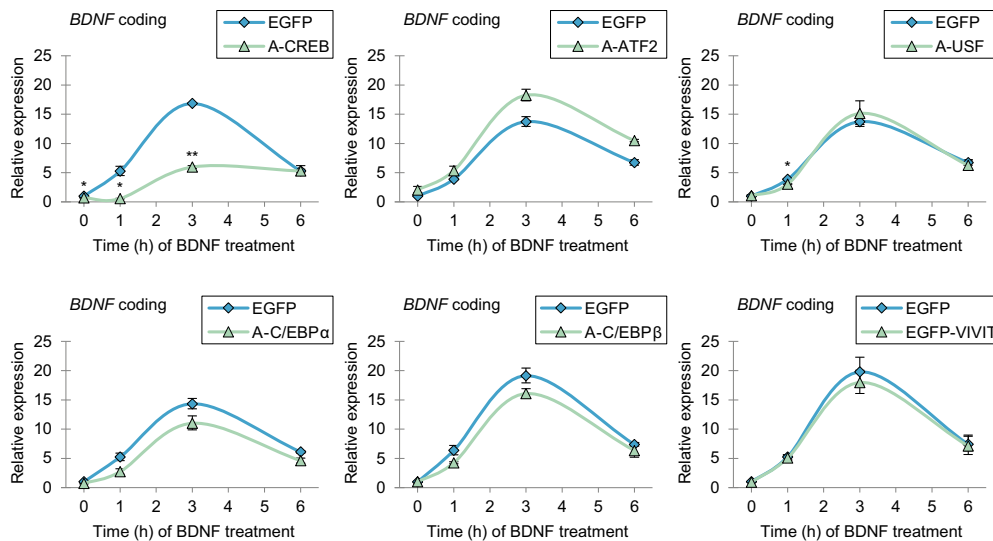 BDNF coding
EGFP
A-CREB
Relative expression
25
20
15
10
5
0
*
*
**
0 1 2 3 4 5 6
Time (h) of BDNF treatment
BDNF coding
EGFP
A-ATF2
Relative expression
25
20
15
10
5
0
0 1 2 3 4 5 6
Time (h) of BDNF treatment
BDNF coding
EGFP
A-USF
Relative expression
25
20
15
10
5
0
*
0 1 2 3 4 5 6
Time (h) of BDNF treatment
BDNF coding
EGFP
A-C/EBPα
Relative expression
25
20
15
10
5
0
0 1 2 3 4 5 6
Time (h) of BDNF treatment
BDNF coding
EGFP
A-C/EBPβ
Relative expression
25
20
15
10
5
0
0 1 2 3 4 5 6
Time (h) of BDNF treatment
BDNF coding
EGFP
EGFP-VIVIT
Relative expression
25
20
15
10
5
0
0 1 2 3 4 5 6
Time (h) of BDNF treatment